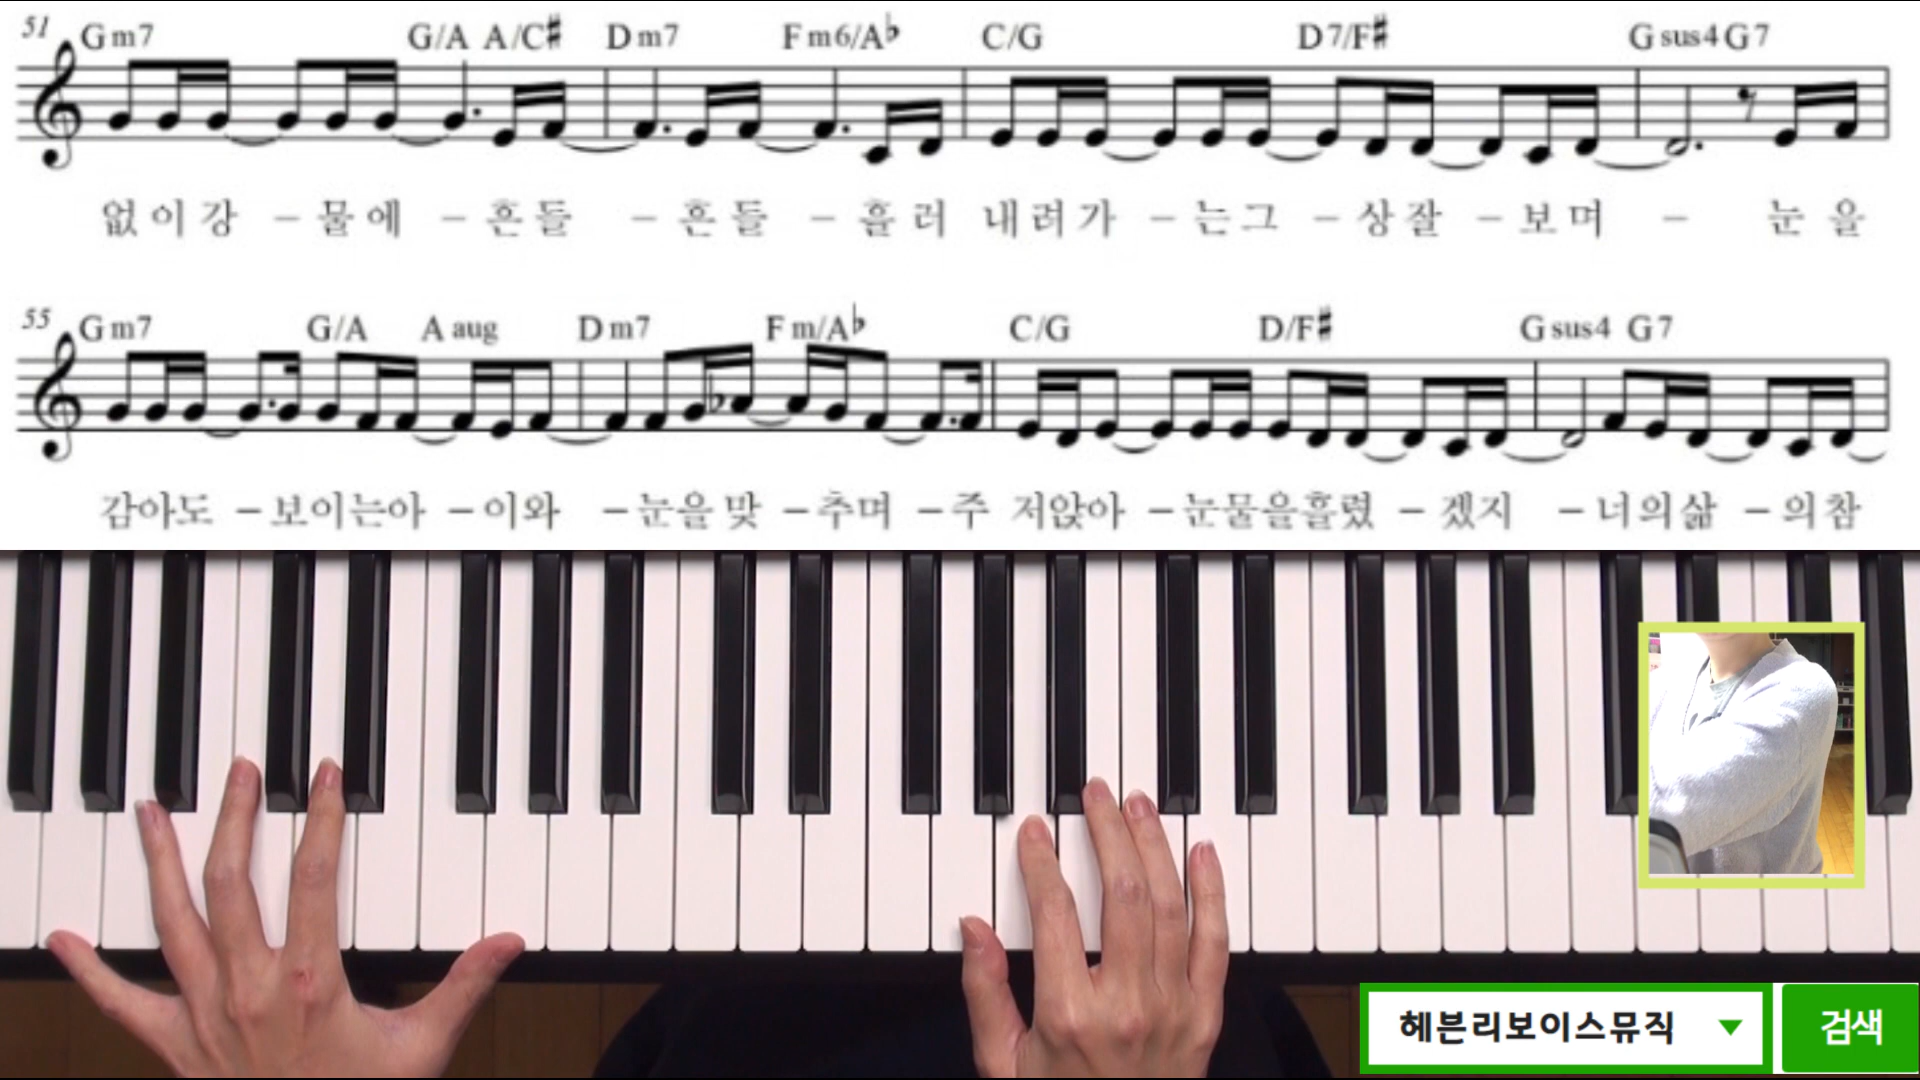 51 Gm7 G/A A/C♯ Dm7 Fm6/A♭ C/G D7/F♯ Gsus4 G7
없이강 - 물에 - 흔들 - 흔들 - 흘러 내려가 - 는그 - 상잘 - 보며 - 눈을
55 Gm7 G/A Aaug Dm7 Fm/A♭ C/G D/F♯ Gsus4 G7
감아도 - 보이는아 - 이와 - 눈을맞 - 추며 - 주 저앉아 - 눈물을흘렸 - 겠지 - 너의삶 - 의참
헤븐리보이스뮤직 검색